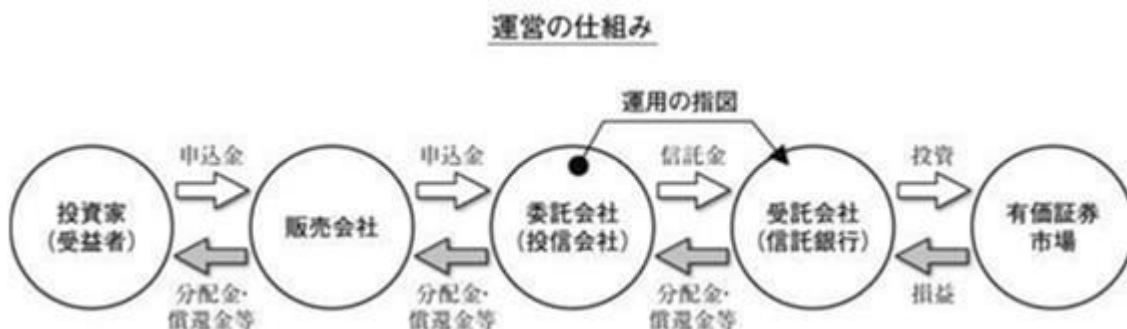 運営の仕組み
運用の指図
申込金
申込金
信託金
投資
投資家
(受益者)
販売会社
委託会社
(投信会社)
受託会社
(信託銀行)
有価証券
市場
分配金・
償還金等
分配金・
償還金等
分配金・
償還金等
損益